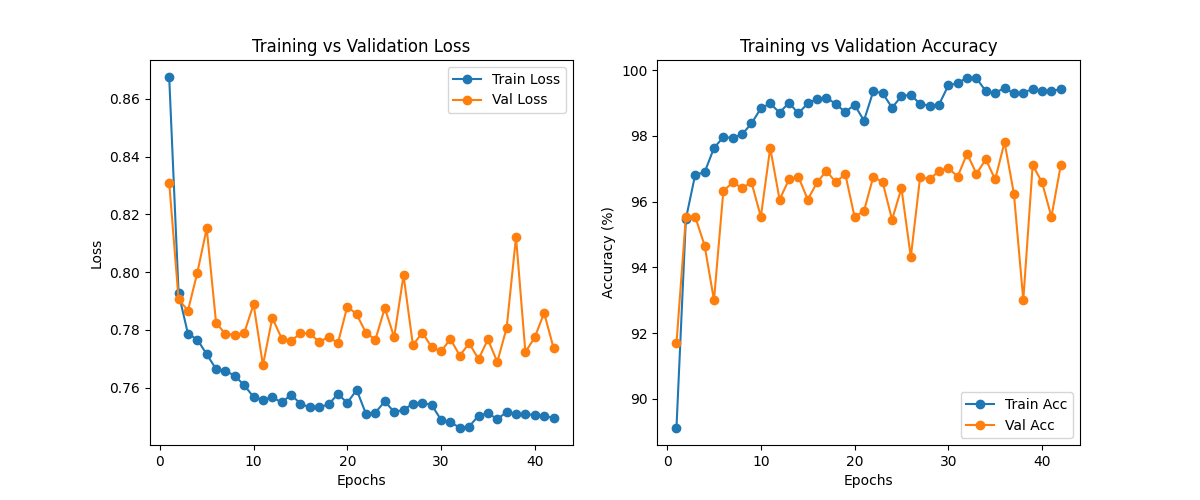 Training vs Validation Loss
Train Loss
Val Loss
0.86
0.84
0.82
0.80
0.78
0.76
Loss
0 10 20 30 40
Epochs
Training vs Validation Accuracy
100
98
96
94
92
90
Accuracy (%)
Train Acc
Val Acc
0 10 20 30 40
Epochs